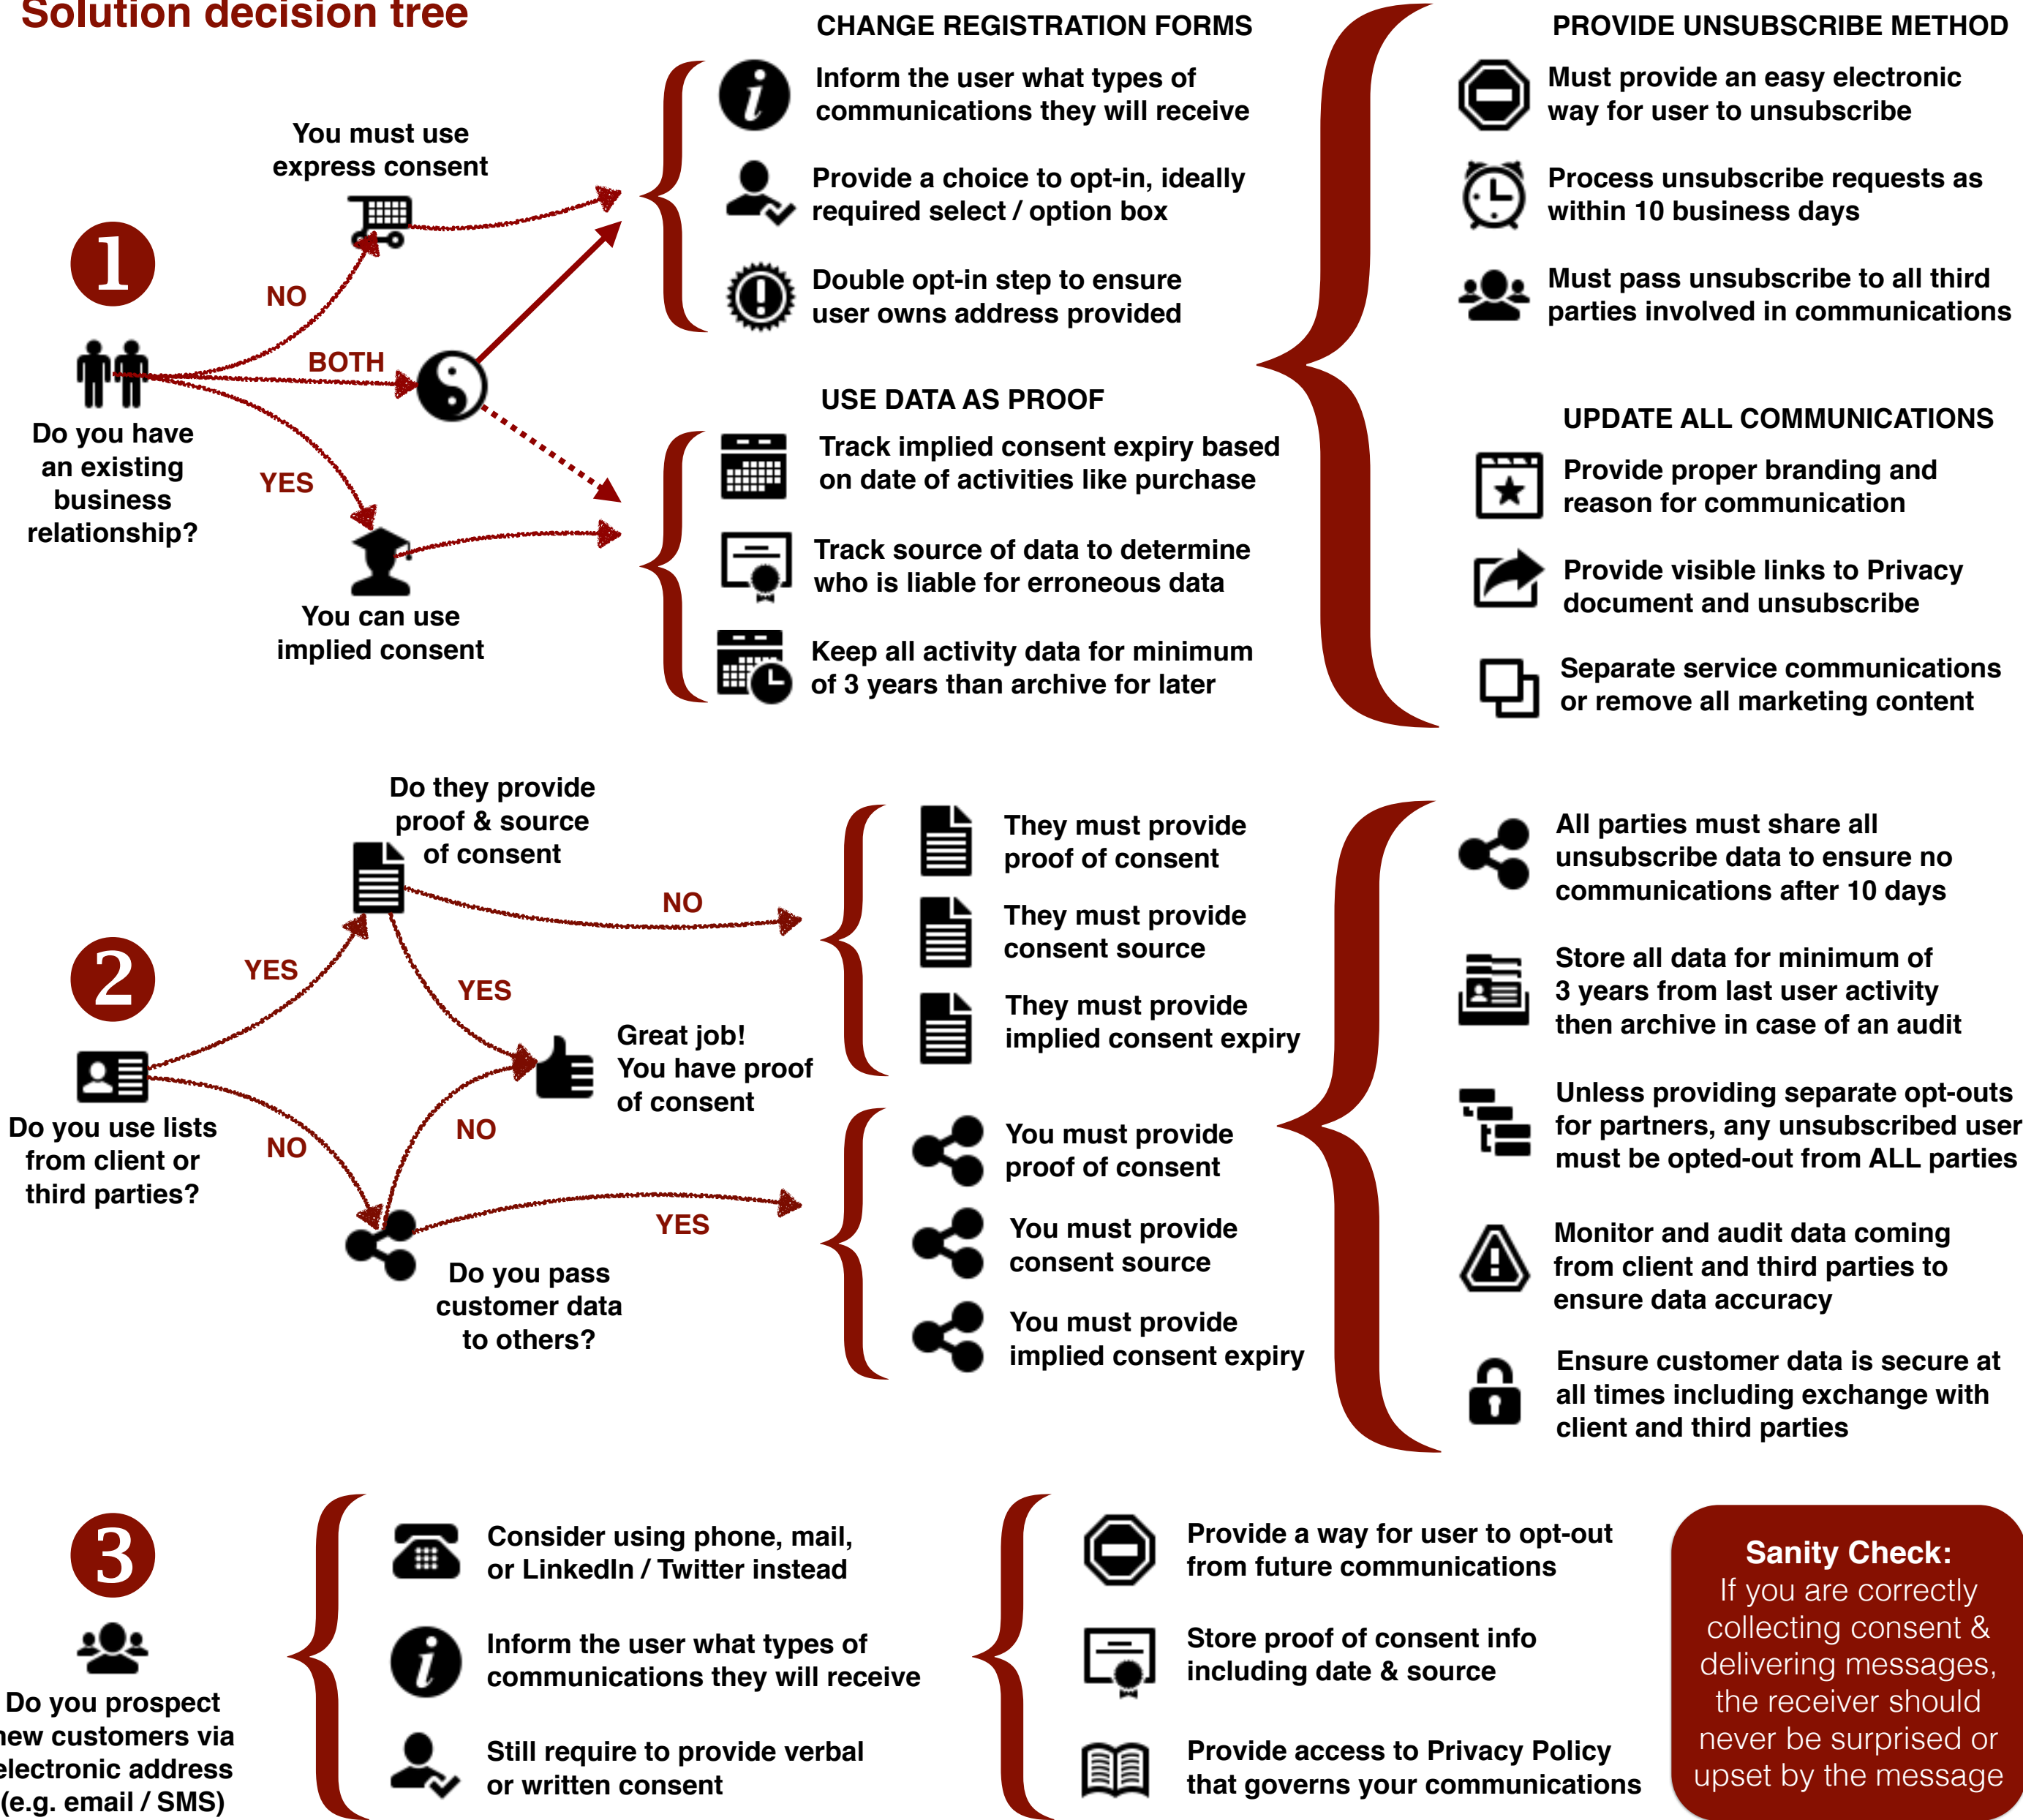 Solution decision tree
1
Do you have
an existing
business
relationship?
NO
BOTH
YES
You must use
express consent
You can use
implied consent
CHANGE REGISTRATION FORMS
Inform the user what types of
communications they will receive
Provide a choice to opt-in, ideally
required select / option box
Double opt-in step to ensure
user owns address provided
USE DATA AS PROOF
Track implied consent expiry based
on date of activities like purchase
Track source of data to determine
who is liable for erroneous data
Keep all activity data for minimum
of 3 years than archive for later
PROVIDE UNSUBSCRIBE METHOD
Must provide an easy electronic
way for user to unsubscribe
Process unsubscribe requests as
within 10 business days
Must pass unsubscribe to all third
parties involved in communications
UPDATE ALL COMMUNICATIONS
Provide proper branding and
reason for communication
Provide visible links to Privacy
document and unsubscribe
Separate service communications
or remove all marketing content
2
Do you use lists
from client or
third parties?
YES
NO
Do they provide
proof & source
of consent
NO
YES
Great job!
You have proof
of consent
NO
YES
Do you pass
customer data
to others?
They must provide
proof of consent
They must provide
consent source
They must provide
implied consent expiry
You must provide
proof of consent
You must provide
consent source
You must provide
implied consent expiry
All parties must share all
unsubscribe data to ensure no
communications after 10 days
Store all data for minimum of
3 years from last user activity
then archive in case of an audit
Unless providing separate opt-outs
for partners, any unsubscribed user
must be opted-out from ALL parties
Monitor and audit data coming
from client and third parties to
ensure data accuracy
Ensure customer data is secure at
all times including exchange with
client and third parties
3
Do you prospect
new customers via
electronic address
(e.g. email / SMS)
Consider using phone, mail,
or LinkedIn / Twitter instead
Inform the user what types of
communications they will receive
Still require to provide verbal
or written consent
Provide a way for user to opt-out
from future communications
Store proof of consent info
including date & source
Provide access to Privacy Policy
that governs your communications
Sanity Check:
If you are correctly
collecting consent &
delivering messages,
the receiver should
never be surprised or
upset by the message